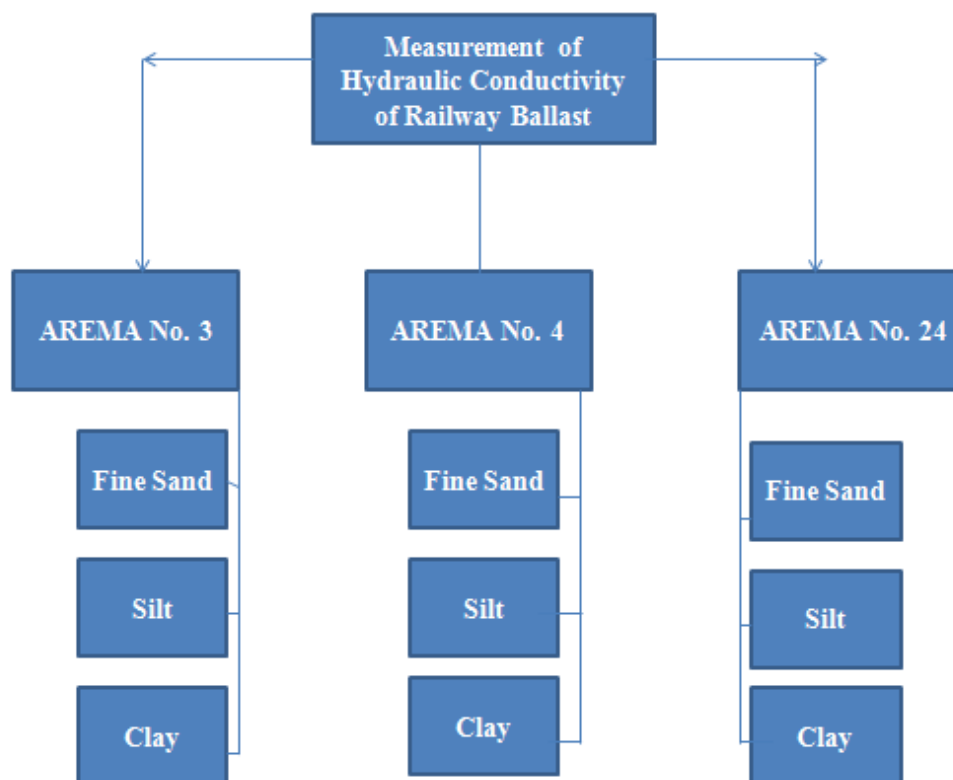 Measurement of
Hydraulic Conductivity
of Railway Ballast
AREMA No. 3
AREMA No. 4
AREMA No. 24
Fine Sand
Fine Sand
Fine Sand
Silt
Silt
Silt
Clay
Clay
Clay